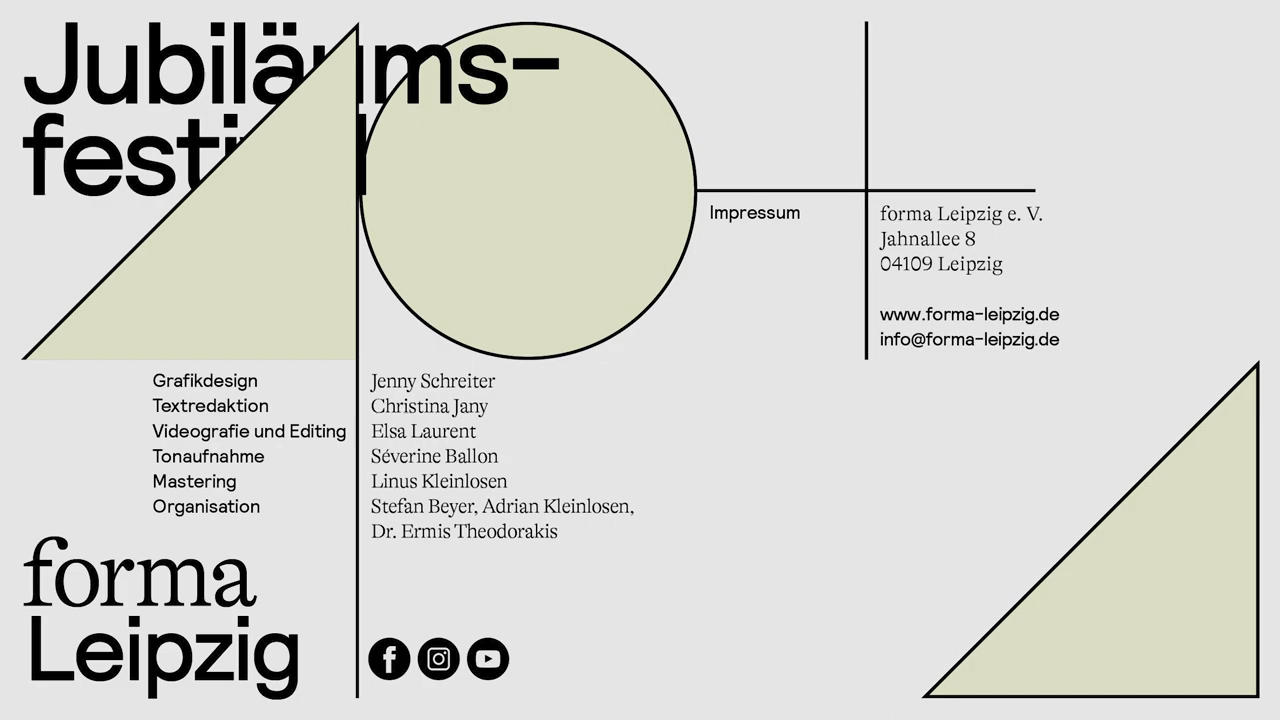 Jubiläums-
festival
Impressum
forma Leipzig e. V.
Jahnallee 8
04109 Leipzig
www.forma-leipzig.de
info@forma-leipzig.de
Grafikdesign Jenny Schreiter
Textredaktion Christina Jany
Videografie und Editing Elsa Laurent
Tonaufnahme Séverine Ballon
Mastering Linus Kleinlosen
Organisation Stefan Beyer, Adrian Kleinlosen,
Dr. Ermis Theodorakis
forma
Leipzig